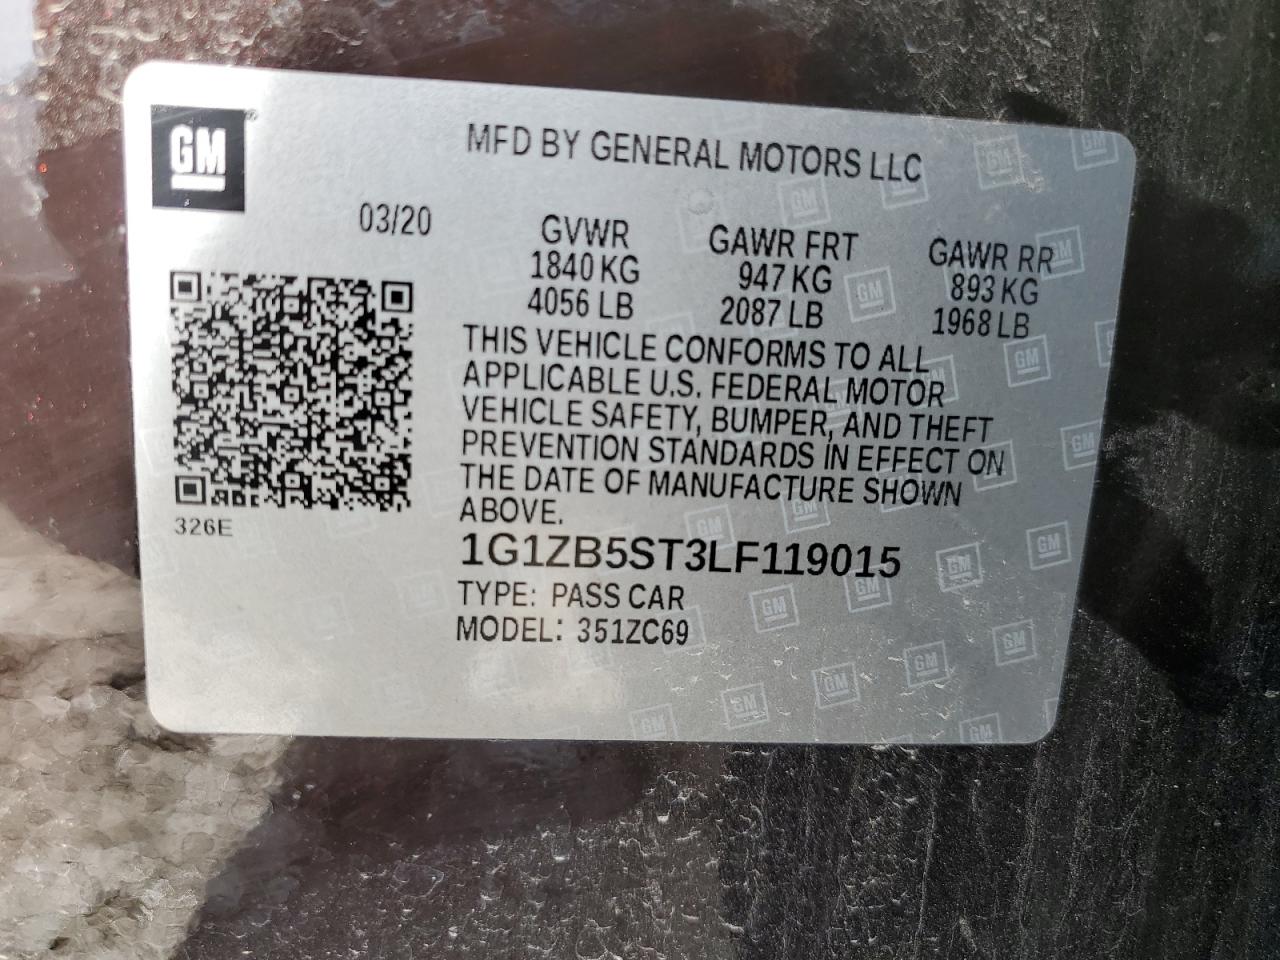 GM
MFD BY GENERAL MOTORS LLC
03/20
GVWR
1840 KG
4056 LB
GAWR FRT
947 KG
2087 LB
GAWR RR
893 KG
1968 LB
THIS VEHICLE CONFORMS TO ALL
APPLICABLE U.S. FEDERAL MOTOR
VEHICLE SAFETY, BUMPER, AND THEFT
PREVENTION STANDARDS IN EFFECT ON
THE DATE OF MANUFACTURE SHOWN
ABOVE.
326E
1G1ZB5ST3LF119015
TYPE: PASS CAR
MODEL: 351ZC69